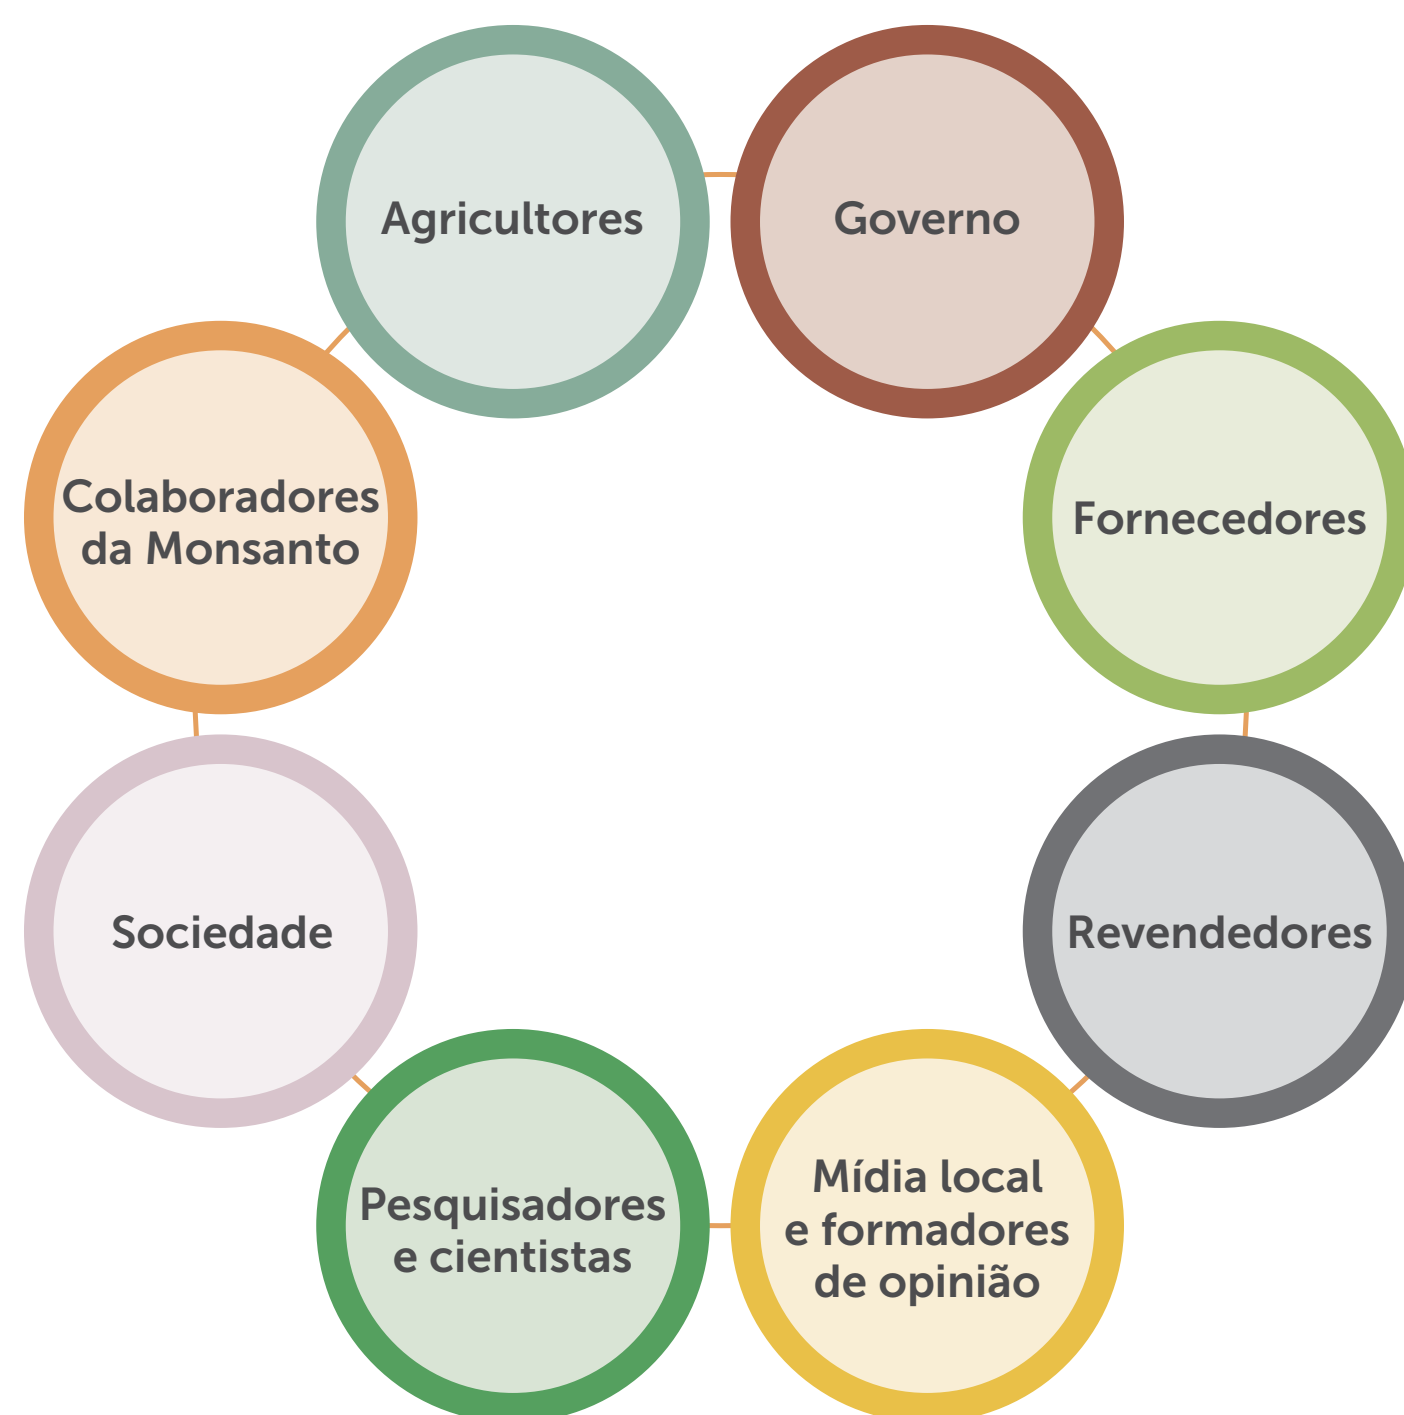 Agricultores
Governo
Fornecedores
Revendedores
Mídia local
e formadores
de opinião
Pesquisadores
e cientistas
Sociedade
Colaboradores
da Monsanto